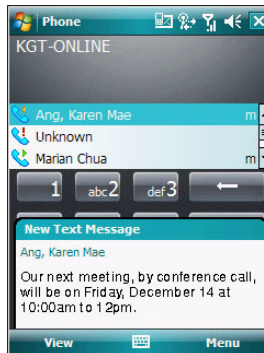 Phone
KGT-ONLINE
Ang, Karen Mae m
Unknown
Marian Chua m
1 abc2 def3
New Text Message
Ang, Karen Mae
Our next meeting, by conference call,
will be on Friday, December 14 at
10:00am to 12pm.
View Menu